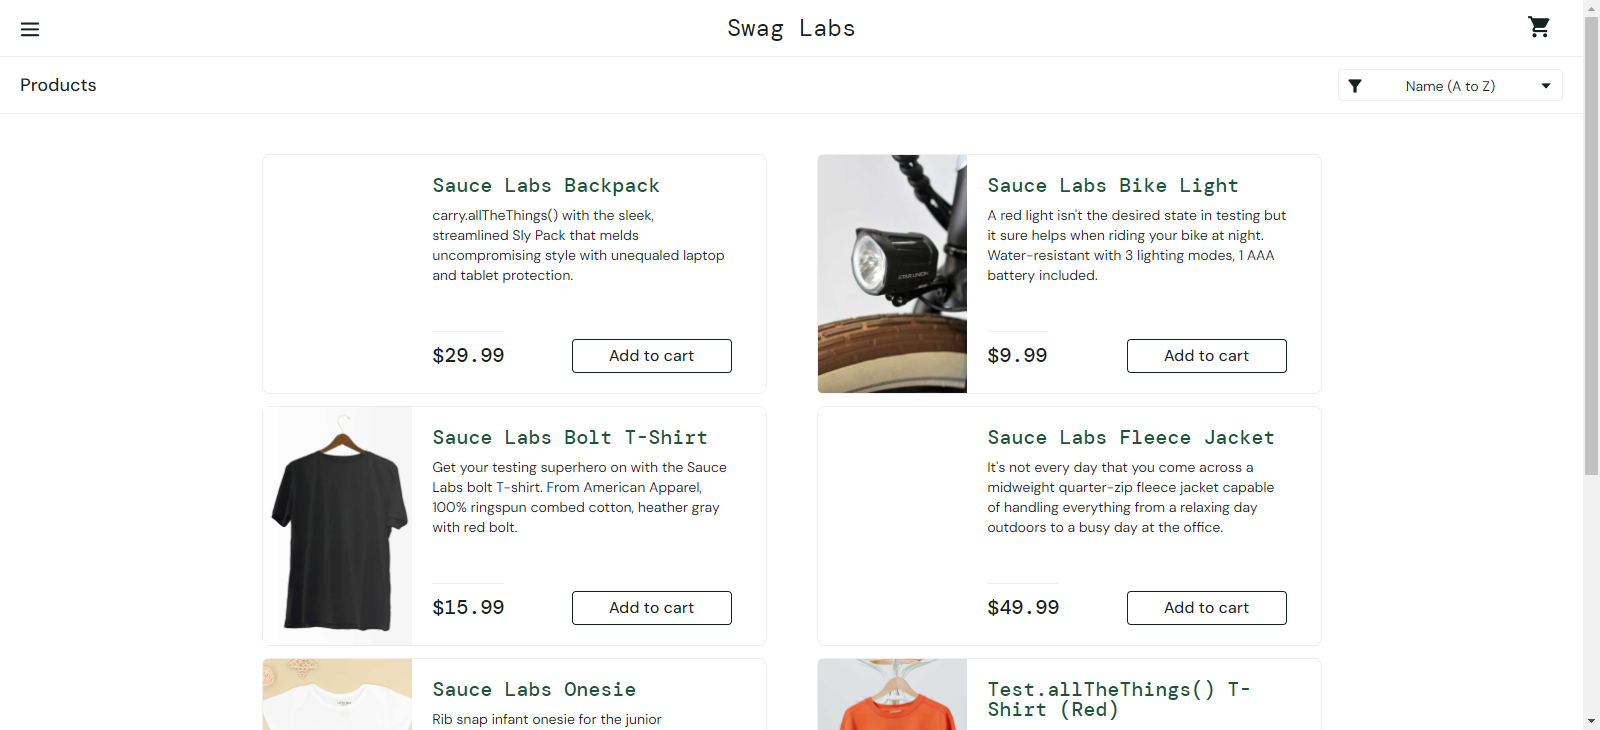 Swag Labs
Products
Name (A to Z)
Sauce Labs Backpack
carry.allTheThings() with the sleek,
streamlined Sly Pack that melds
uncompromising style with unequaled laptop
and tablet protection.
$29.99
Add to cart
Sauce Labs Bike Light
A red light isn't the desired state in testing but
it sure helps when riding your bike at night.
Water-resistant with 3 lighting modes, 1 AAA
battery included.
STAR UNION
$9.99
Add to cart
Sauce Labs Bolt T-Shirt
Get your testing superhero on with the Sauce
Labs bolt T-shirt. From American Apparel,
100% ringspun combed cotton, heather gray
with red bolt.
$15.99
Add to cart
Sauce Labs Fleece Jacket
It's not every day that you come across a
midweight quarter-zip fleece jacket capable
of handling everything from a relaxing day
outdoors to a busy day at the office.
$49.99
Add to cart
Sauce Labs Onesie
Rib snap infant onesie for the junior
Test.allTheThings() T-
Shirt (Red)